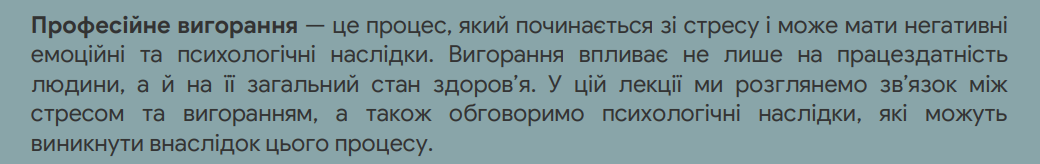 Професійне вигорання — це процес, який починається зі стресу і може мати негативні
емоційні та психологічні наслідки. Вигорання впливає не лише на працездатність
людини, а й на її загальний стан здоров’я. У цій лекції ми розглянемо зв’язок між
стресом та вигоранням, а також обговоримо психологічні наслідки, які можуть
виникнути внаслідок цього процесу.